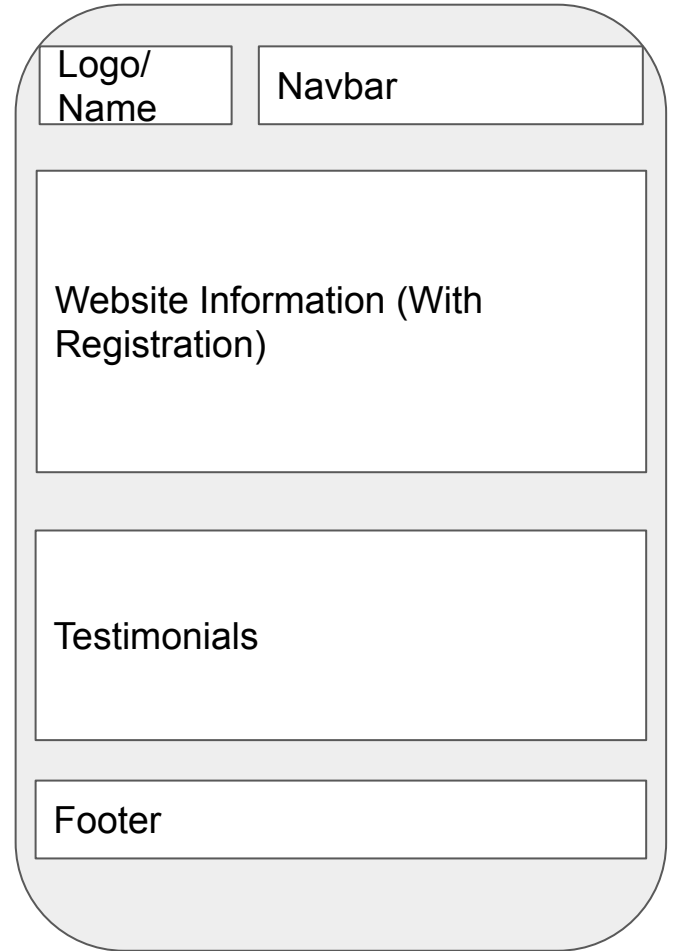 Logo/
Name
Navbar
Website Information (With
Registration)
Testimonials
Footer